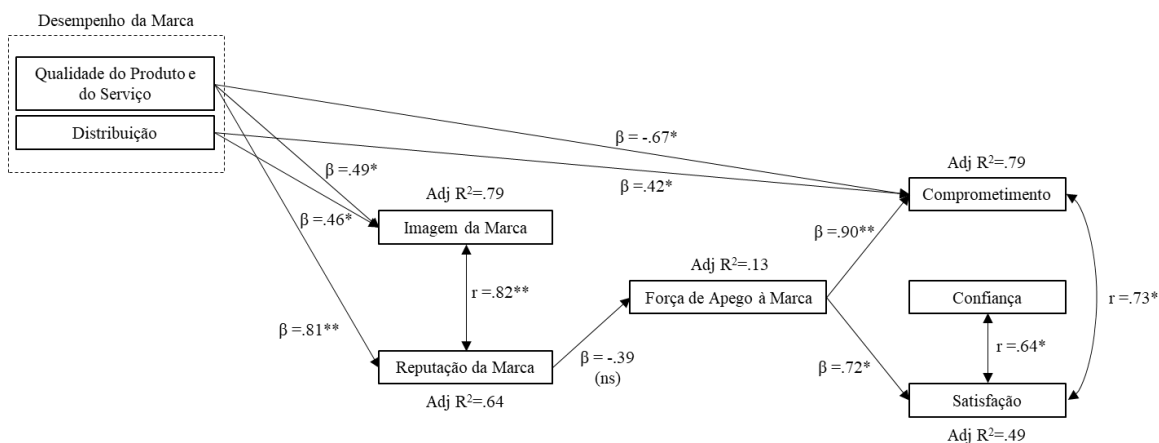 Desempenho da Marca
Qualidade do Produto e
do Serviço
Distribuição
β = -.67*
β =.49*
β =.42*
Adj R²=.79
Comprometimento
Adj R²=.79
β =.46*
Imagem da Marca
β =.90**
Adj R²=.13
r =.82**
Força de Apego à Marca
Confiança
r =.73*
β =.81**
β = -.39
(ns)
r =.64*
Reputação da Marca
β =.72*
Adj R²=.64
Satisfação
Adj R²=.49